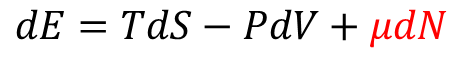 dE = TdS − PdV + μdN